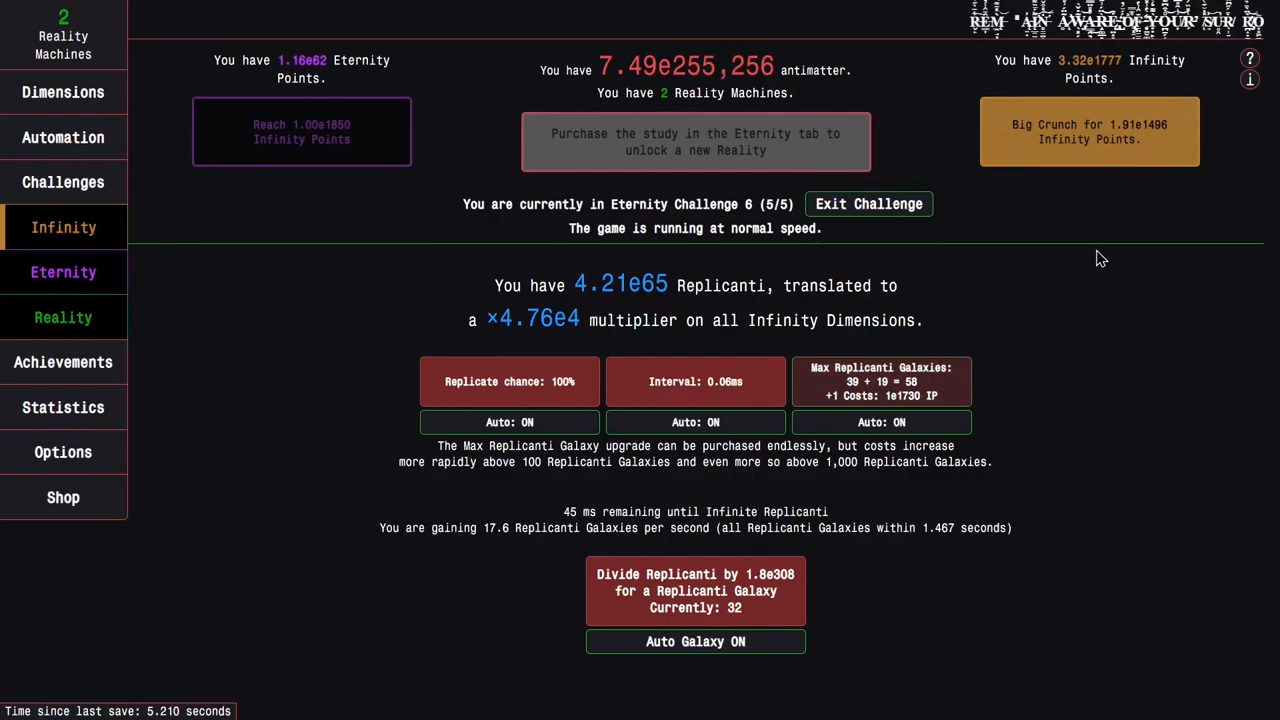 2
Reality
Machines
Dimensions
Automation
Challenges
Infinity
Eternity
Reality
Achievements
Statistics
Options
Shop
You have 1.16e62 Eternity
Points.
Reach 1.00e1850
Infinity Points
You have 7.49e255,256 antimatter.
You have 2 Reality Machines.
Purchase the study in the Eternity tab to
unlock a new Reality
You have 3.32e1777 Infinity
Points.
Big Crunch for 1.91e1496
Infinity Points.
?
i
You are currently in Eternity Challenge 6 (5/5)
Exit Challenge
The game is running at normal speed.
You have 4.21e65 Replicanti, translated to
a ×4.76e4 multiplier on all Infinity Dimensions.
Replicate chance: 100%
Auto: ON
Interval: 0.06ms
Auto: ON
Max Replicanti Galaxies:
39 + 19 = 58
+1 Costs: 1e1730 IP
Auto: ON
The Max Replicanti Galaxy upgrade can be purchased endlessly, but costs increase
more rapidly above 100 Replicanti Galaxies and even more so above 1,000 Replicanti Galaxies.
45 ms remaining until Infinite Replicanti
You are gaining 17.6 Replicanti Galaxies per second (all Replicanti Galaxies within 1.467 seconds)
Divide Replicanti by 1.8e308
for a Replicanti Galaxy
Currently: 32
Auto Galaxy ON
Time since last save: 5.210 seconds